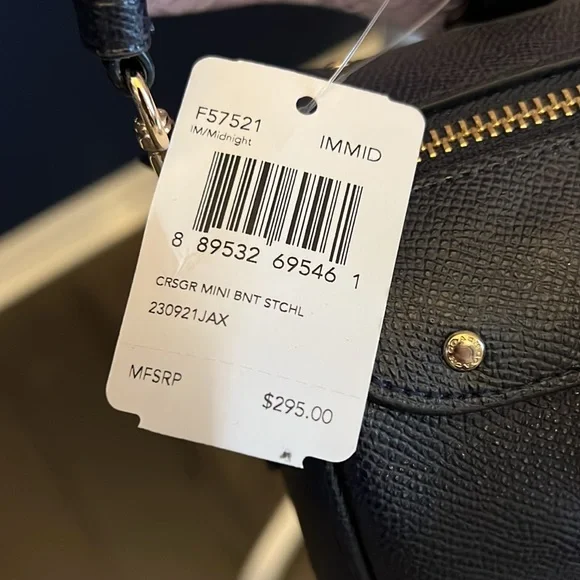 F57521
IM/Midnight
IMMID
8 89532 69546 1
CRSGR MINI BNT STCHL
230921JAX
MFSRP
$295.00